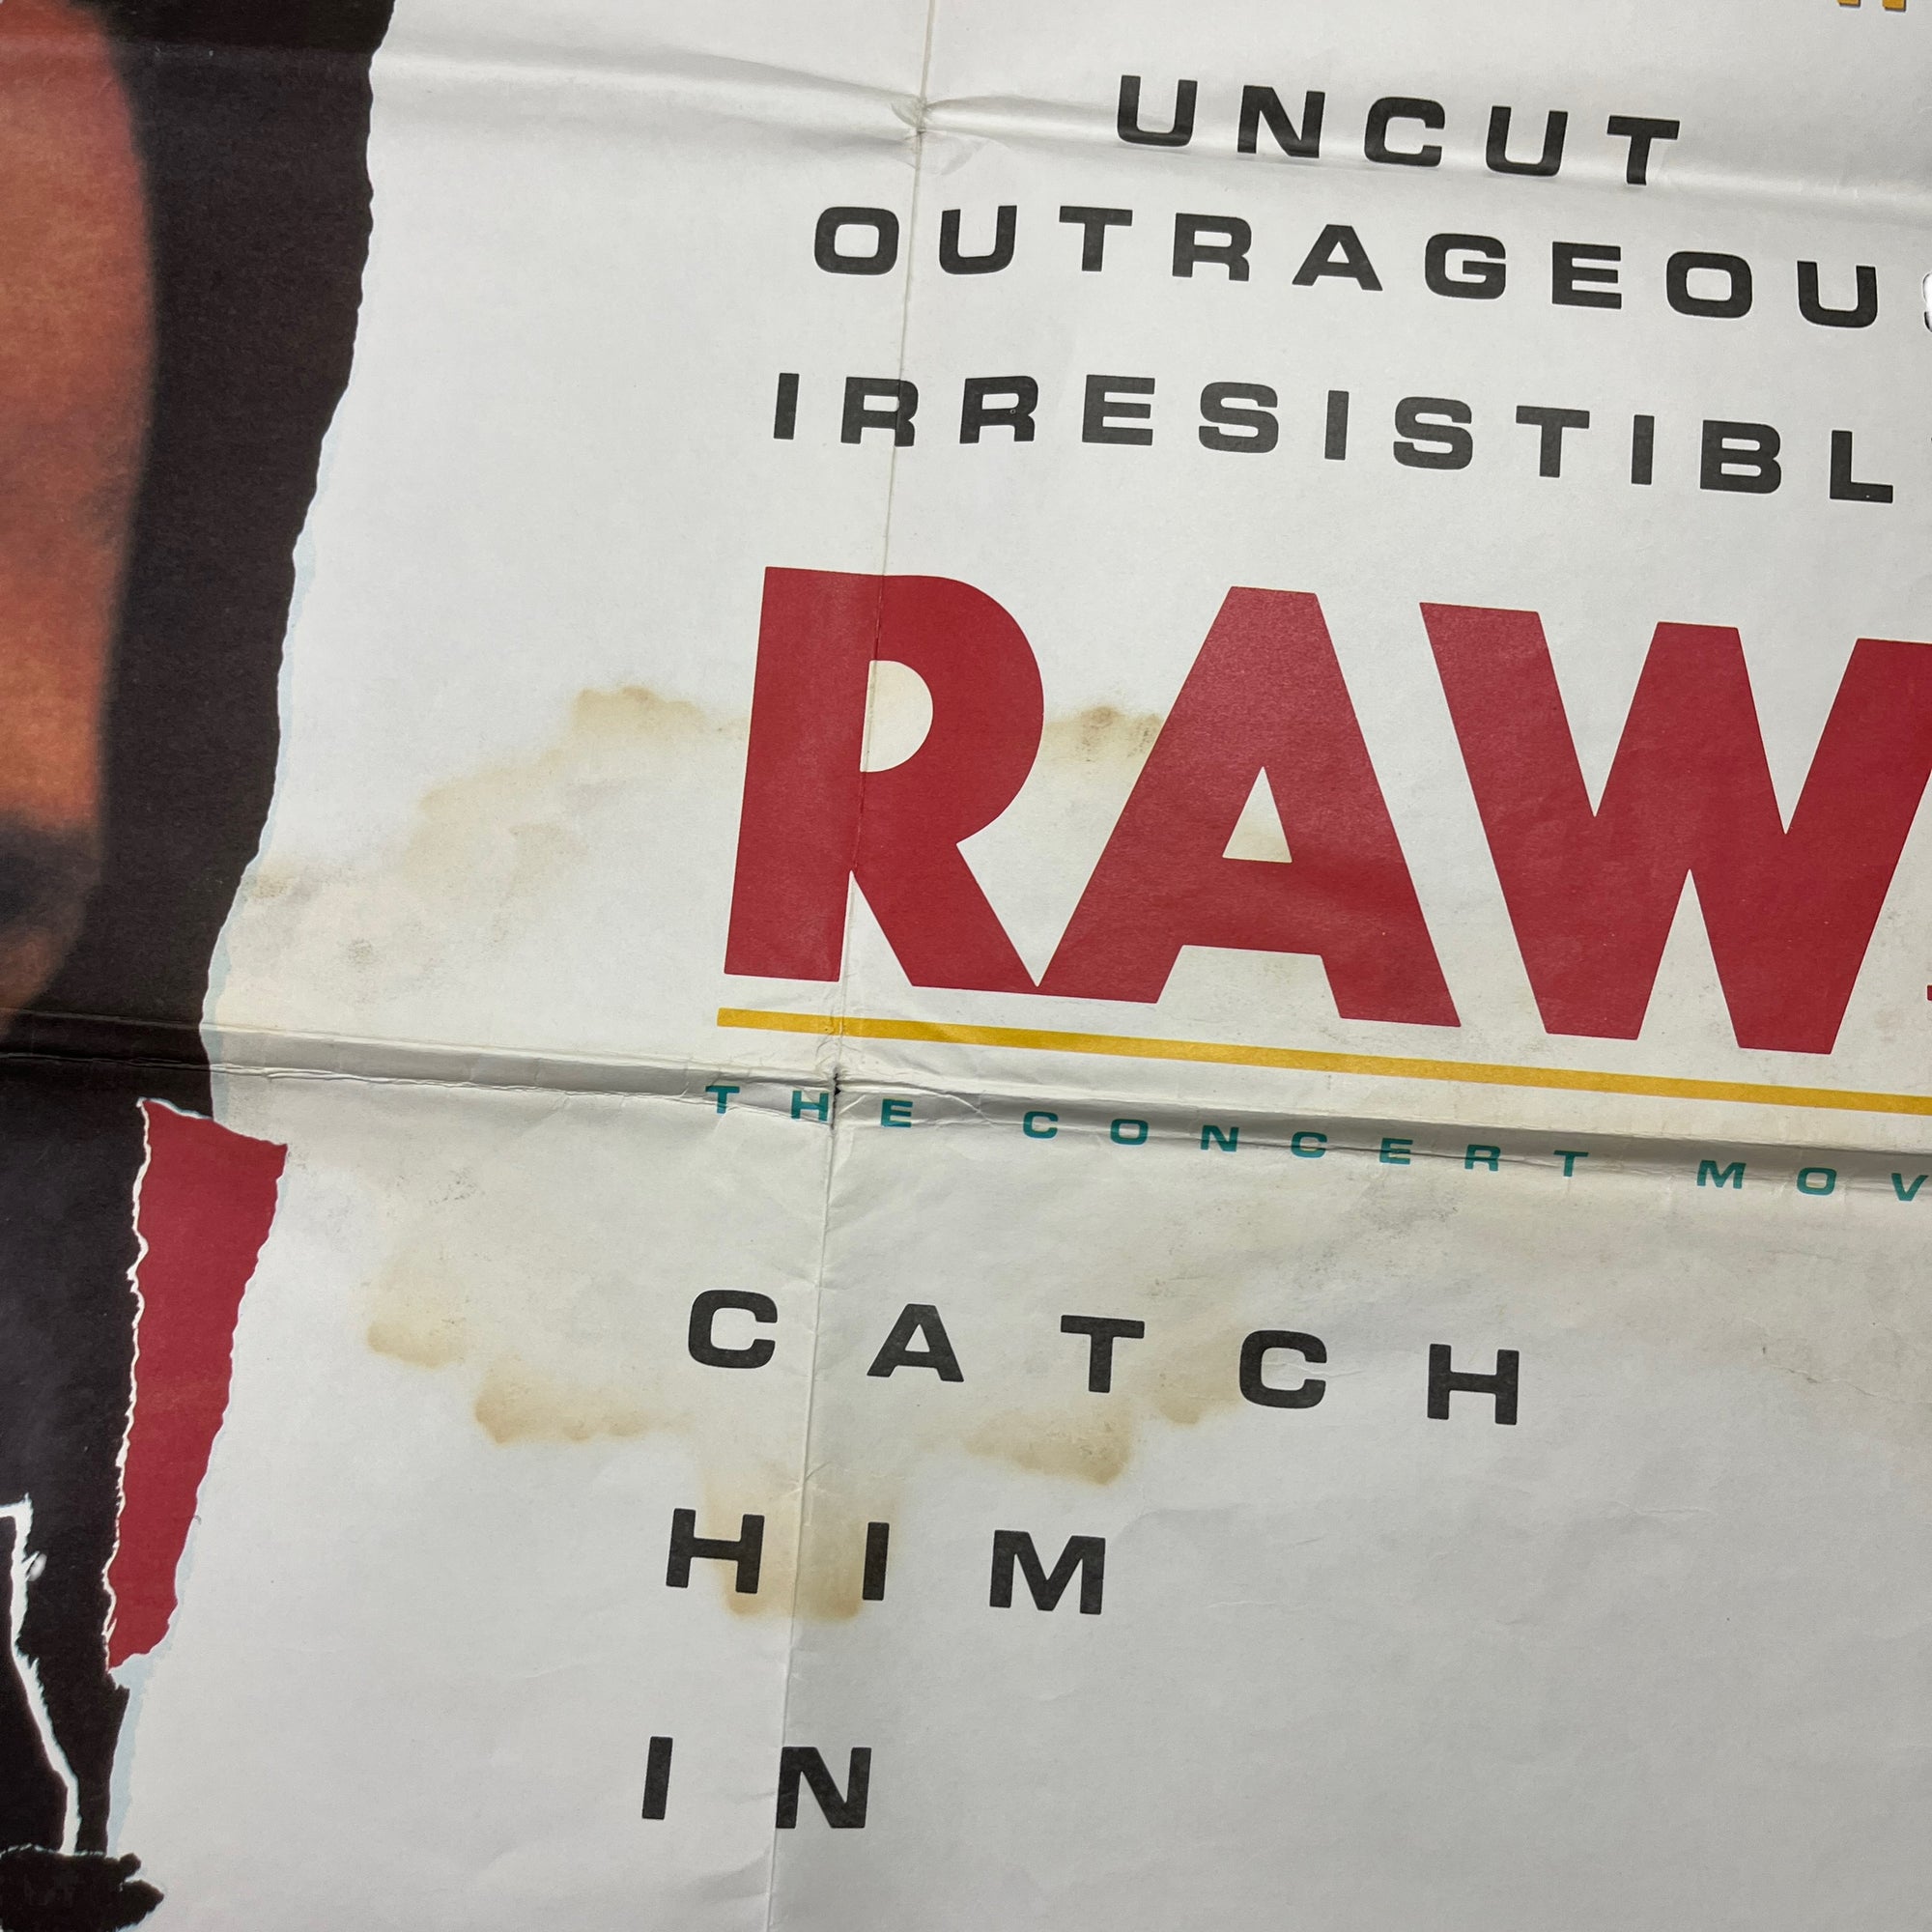 UNCUT
OUTRAGEOUS
IRRESISTIBL
RAW
THE CONCERT MOV
CATCH
HIM
IN